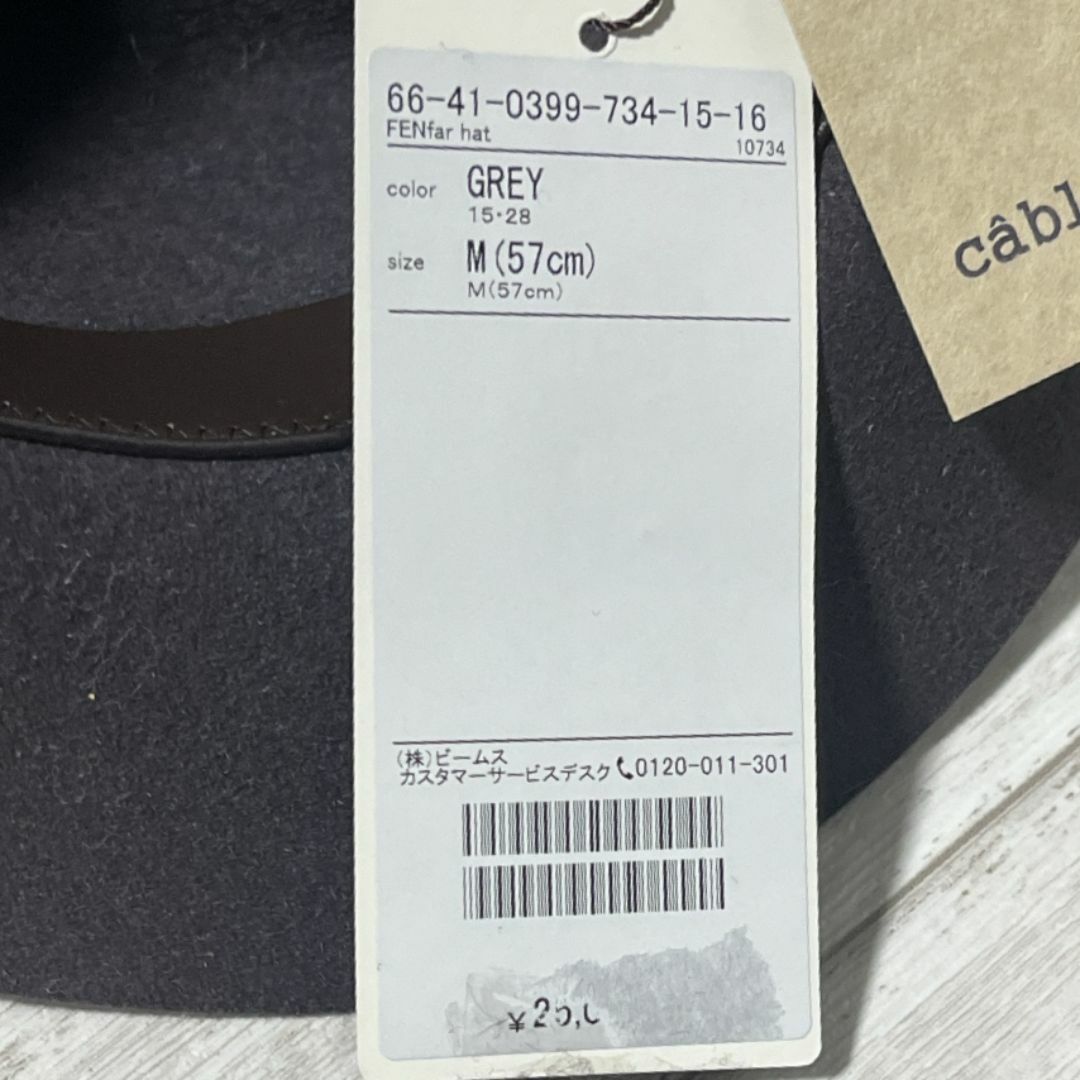 66-41-0399-734-15-16
FENfar hat
10734
color GREY
15・28
size M(57cm)
M(57cm)
(株)ビームス
カスタマーサービスデスク 0120-011-301
câbl